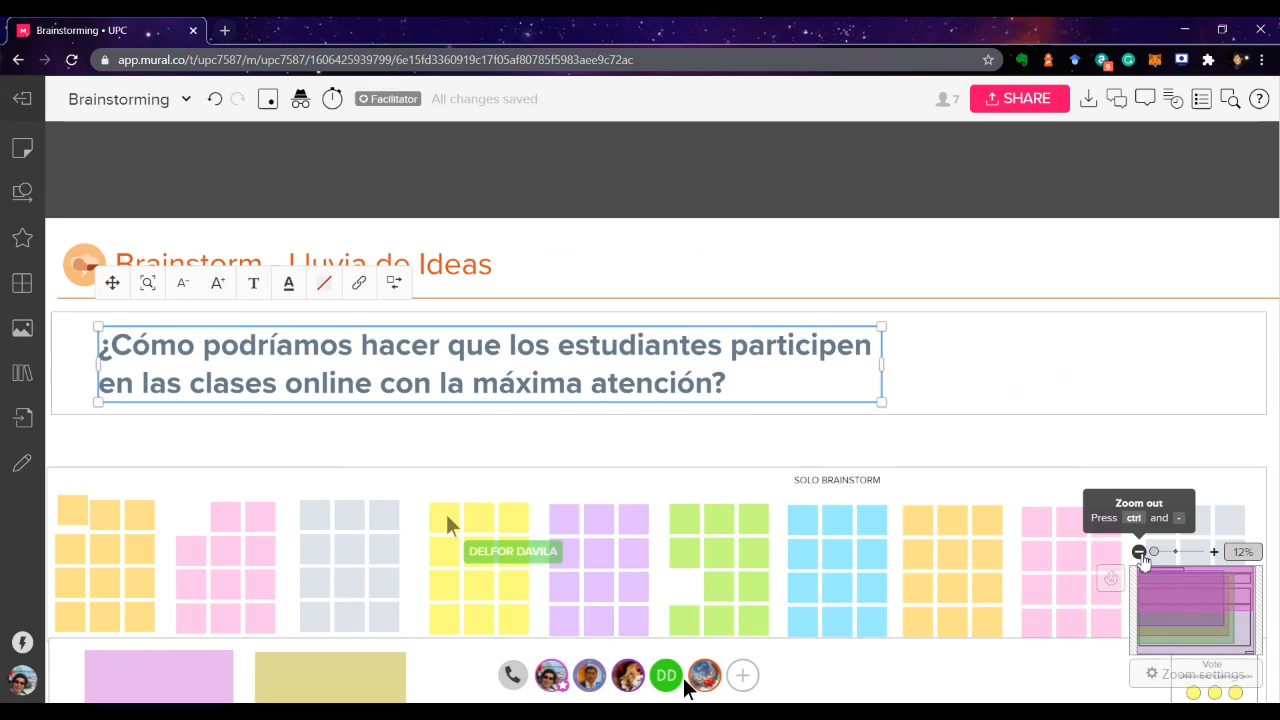 Brainstorming • UPC
app.mural.co/t/upc7587/m/upc7587/1606425939799/6e15fd3360919c17f05af80785f5983aee9c72ac
Brainstorming
Facilitator
All changes saved
7
SHARE
Brainstorm - Lluvia de Ideas
A-
A+
T
A
¿Cómo podríamos hacer que los estudiantes participen
en las clases online con la máxima atención?
SOLO BRAINSTORM
Zoom out
Press ctrl and -
DELFOR DAVILA
12%
Vote
Zoom settings
DD